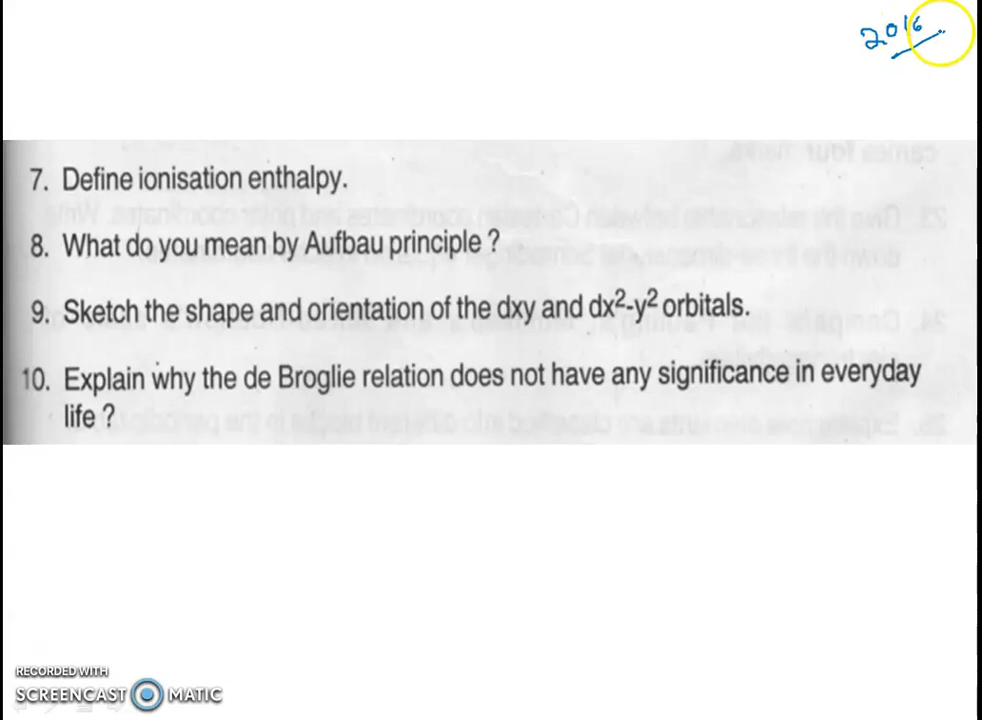 2016
7. Define ionisation enthalpy.
8. What do you mean by Aufbau principle ?
9. Sketch the shape and orientation of the dxy and dx²-y² orbitals.
10. Explain why the de Broglie relation does not have any significance in everyday
life ?
RECORDED WITH
SCREENCAST MATIC